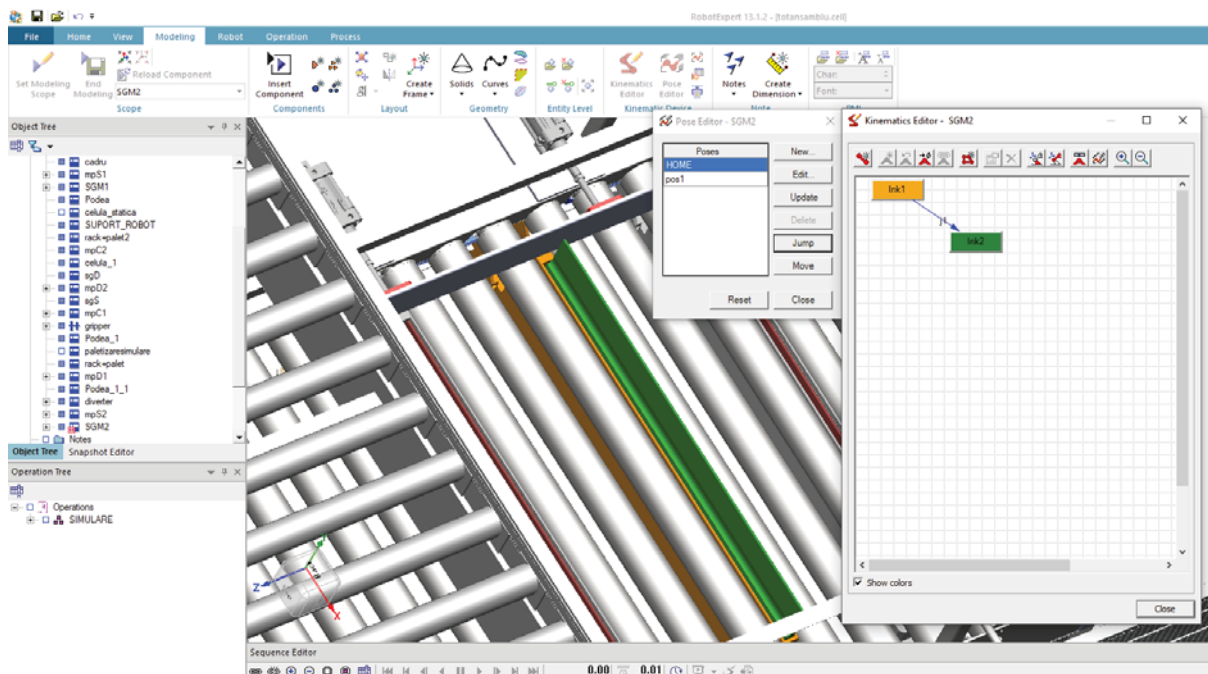 RobotExpert 13.1.2 - [totansamblu.cell]
File Home View Modeling Robot Operation Process
Set Modeling Scope
End Modeling
Reload Component
SGM2
Scope
Insert Component
Components
Create Frame
Layout
Solids Curves
Geometry
Entity Level
Kinematics Editor
Pose Editor
Kinematic Device
Notes
Create Dimension
Note
Char:
Font:
Object Tree
cadru
mpS1
SGM1
Podea
celula_statica
SUPORT_ROBOT
rack+palet2
mpC2
celula_1
sgD
mpD2
sgS
mpC1
gripper
Podea_1
paletizaresimulare
rack+palet
mpD1
Podea_1_1
diverter
mpS2
SGM2
Notes
Object Tree Snapshot Editor
Operation Tree
Operations
SIMULARE
Z
X
Pose Editor - SGM2
Poses
HOME
pos1
New...
Edit...
Update
Delete
Jump
Move
Reset Close
Kinematics Editor - SGM2
lnk1
j1
lnk2
Show colors
Close
Sequence Editor
0.00 0.01